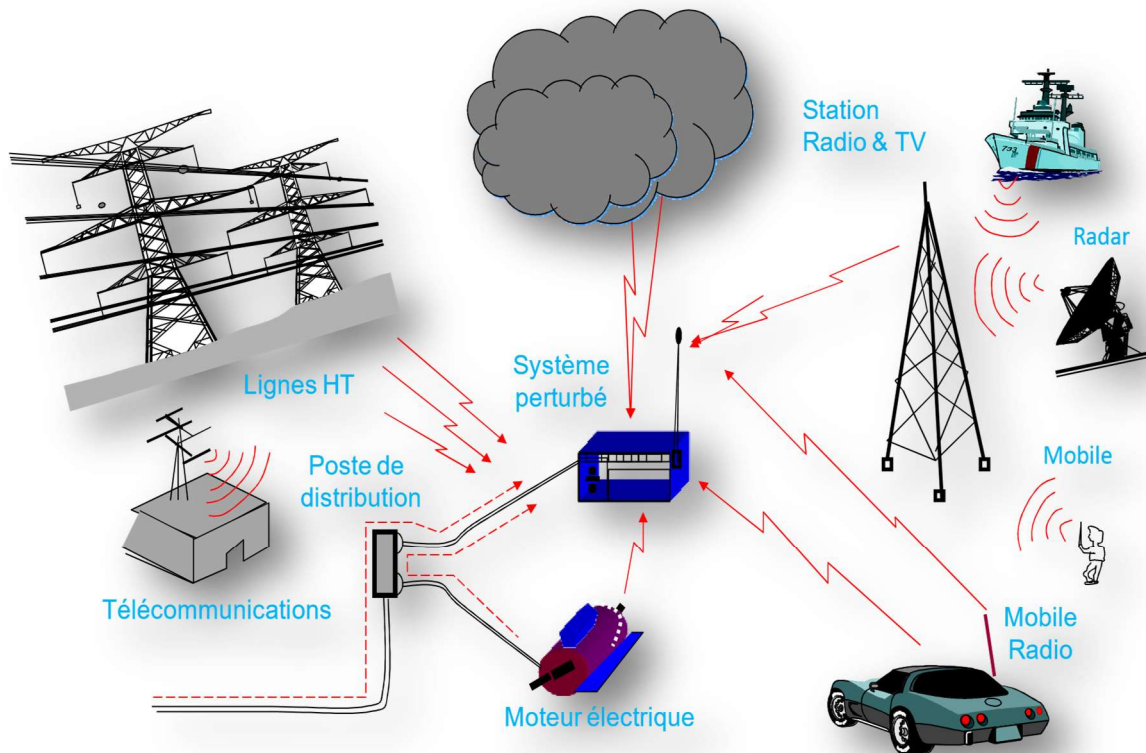 Station
Radio & TV
Radar
Système
perturbé
Lignes HT
Poste de
distribution
Mobile
Télécommunications
Mobile
Radio
Moteur électrique